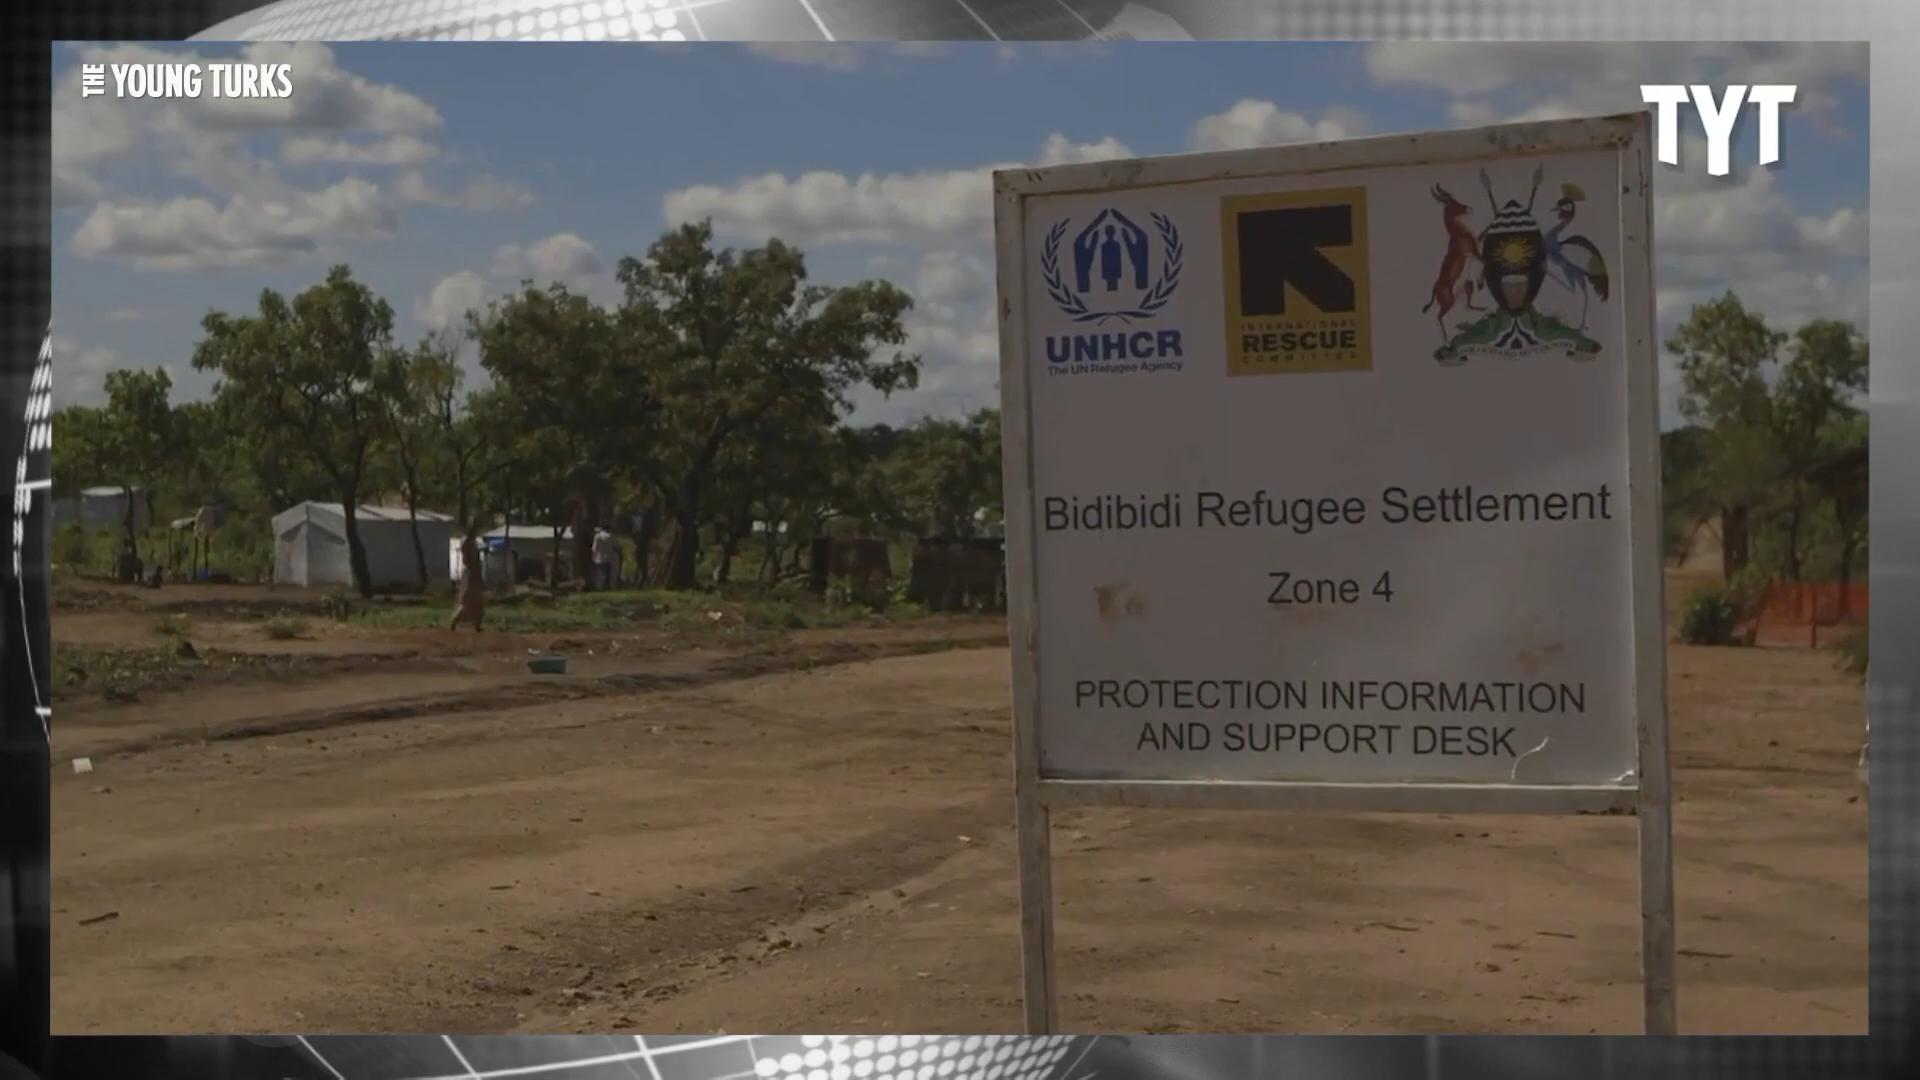 THE YOUNG TURKS
TYT
UNHCR
The UN Refugee Agency
INTERNATIONAL
RESCUE
COMMITTEE
Bidibidi Refugee Settlement
Zone 4
PROTECTION INFORMATION
AND SUPPORT DESK